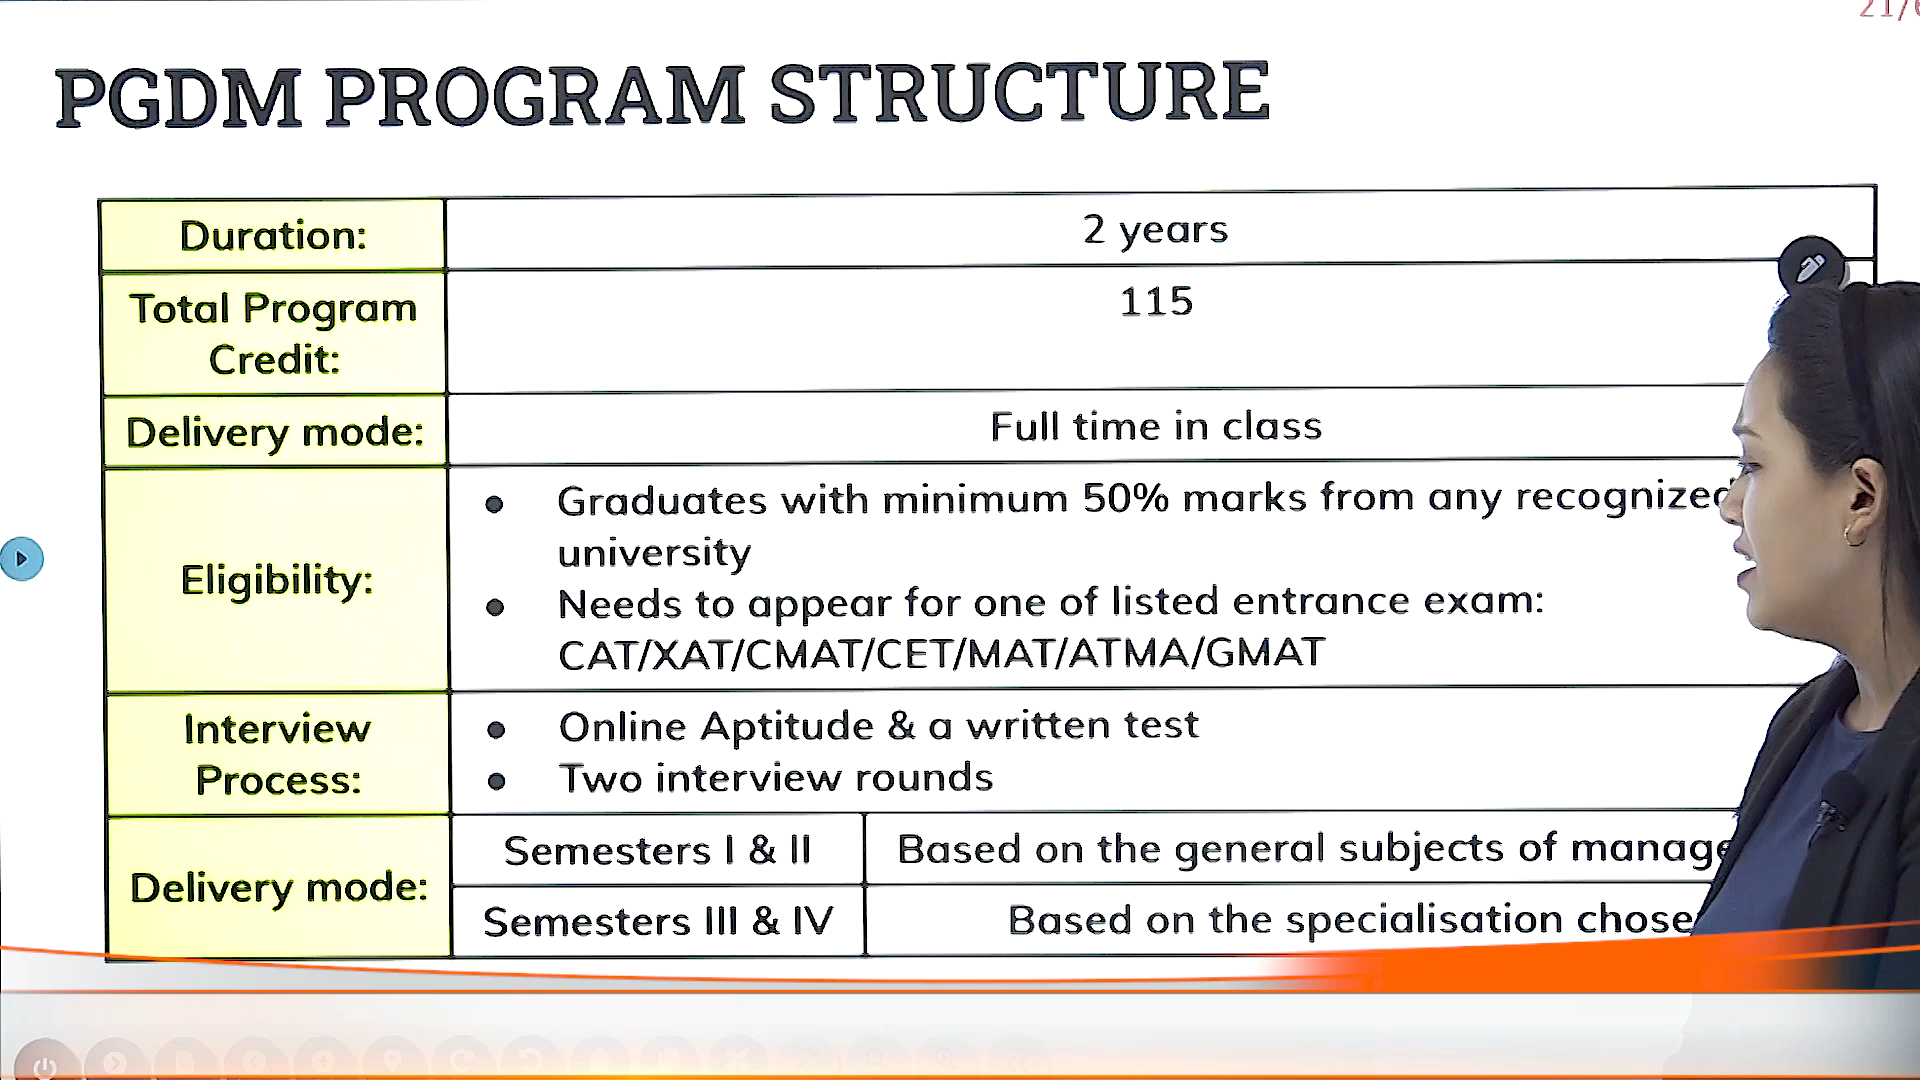 21/
PGDM PROGRAM STRUCTURE
Duration:
2 years
Total Program
Credit:
115
Delivery mode:
Full time in class
Eligibility:
● Graduates with minimum 50% marks from any recognized
university
● Needs to appear for one of listed entrance exam:
CAT/XAT/CMAT/CET/MAT/ATMA/GMAT
Interview
Process:
● Online Aptitude & a written test
● Two interview rounds
Delivery mode:
Semesters I & II
Based on the general subjects of
Semesters III & IV
Based on the specialisation